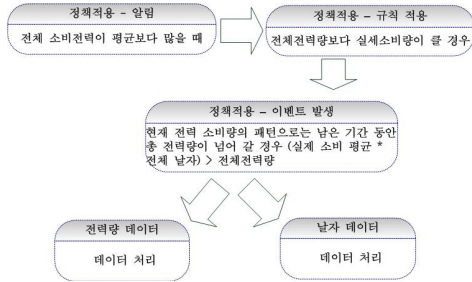 정책적용 - 알림
전체 소비전력이 평균보다 많을 때
정책적용 – 규칙 적용
전체전력량보다 실세소비량이 클 경우
정책적용 – 이벤트 발생
현재 전력 소비량의 패턴으로는 남은 기간 동안
총 전력량이 넘어 갈 경우 (실제 소비 평균 *
전체 날자) > 전체전력량
전력량 데이터
데이터 처리
날자 데이터
데이터 처리